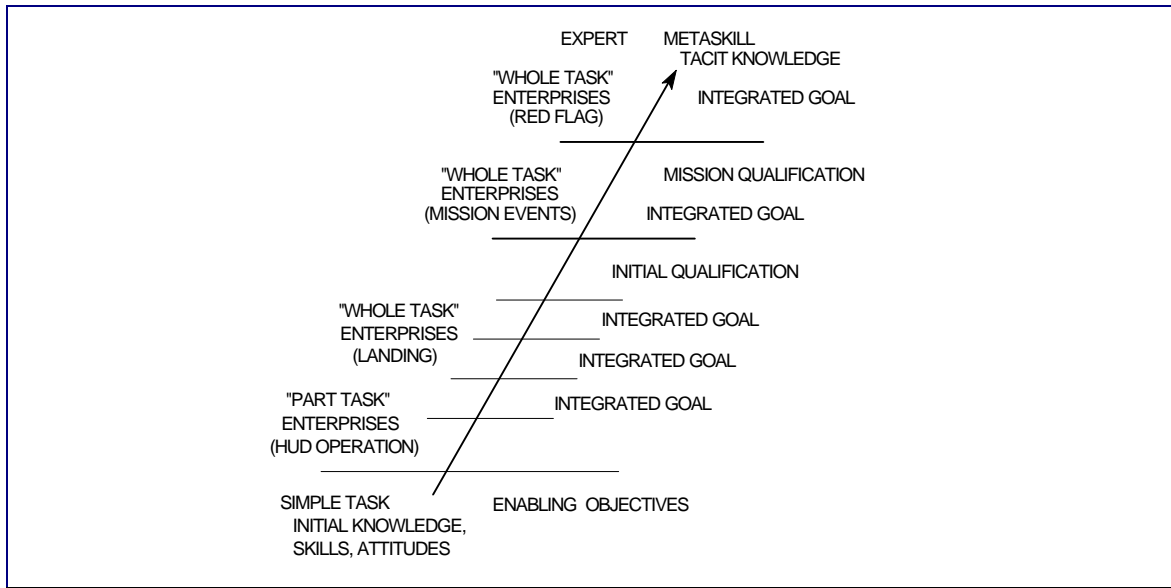 EXPERT METASKILL
TACIT KNOWLEDGE
"WHOLE TASK"
ENTERPRISES
(RED FLAG)
INTEGRATED GOAL
"WHOLE TASK"
ENTERPRISES
(MISSION EVENTS)
MISSION QUALIFICATION
INTEGRATED GOAL
INITIAL QUALIFICATION
"WHOLE TASK"
ENTERPRISES
(LANDING)
INTEGRATED GOAL
INTEGRATED GOAL
"PART TASK"
ENTERPRISES
(HUD OPERATION)
INTEGRATED GOAL
SIMPLE TASK
INITIAL KNOWLEDGE,
SKILLS, ATTITUDES
ENABLING OBJECTIVES